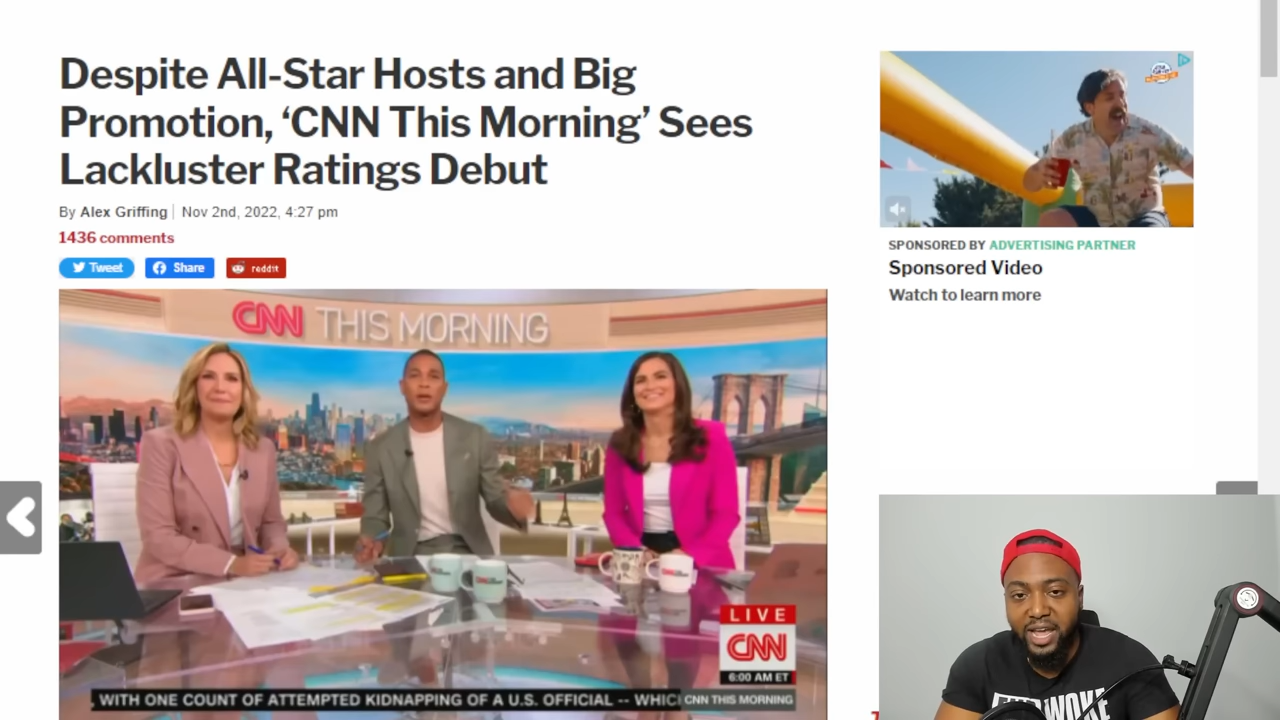 Despite All-Star Hosts and Big
Promotion, ‘CNN This Morning’ Sees
Lackluster Ratings Debut
By Alex Griffing | Nov 2nd, 2022, 4:27 pm
1436 comments
Tweet
Share
reddit
CNN THIS MORNING
LIVE
CNN
6:00 AM ET
WITH ONE COUNT OF ATTEMPTED KIDNAPPING OF A U.S. OFFICIAL -- WHICH
CNN THIS MORNING
SPONSORED BY ADVERTISING PARTNER
Sponsored Video
Watch to learn more